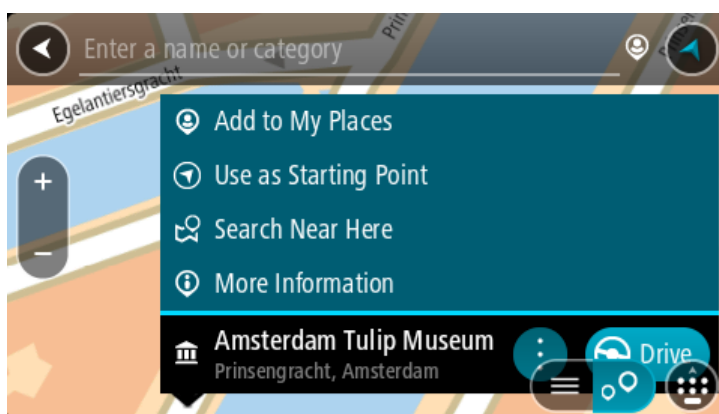 Enter a name or category
Prin
Egelantiersgracht
Add to My Places
Use as Starting Point
Search Near Here
More Information
Amsterdam Tulip Museum
Prinsengracht, Amsterdam
Drive